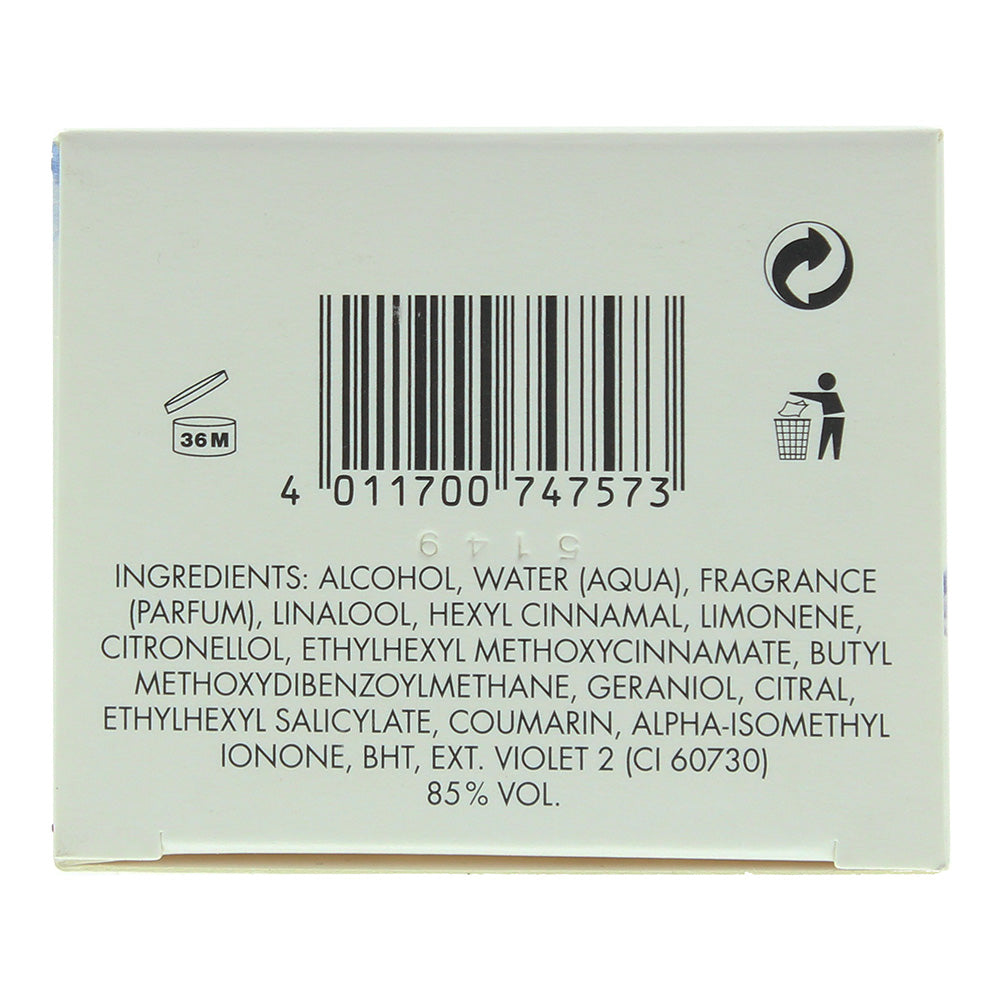 36M
4 011700 747573
5149
INGREDIENTS: ALCOHOL, WATER (AQUA), FRAGRANCE
(PARFUM), LINALOOL, HEXYL CINNAMAL, LIMONENE,
CITRONELLOL, ETHYLHEXYL METHOXYCINNAMATE, BUTYL
METHOXYDIBENZOYLMETHANE, GERANIOL, CITRAL,
ETHYLHEXYL SALICYLATE, COUMARIN, ALPHA-ISOMETHYL
IONONE, BHT, EXT. VIOLET 2 (CI 60730)
85% VOL.